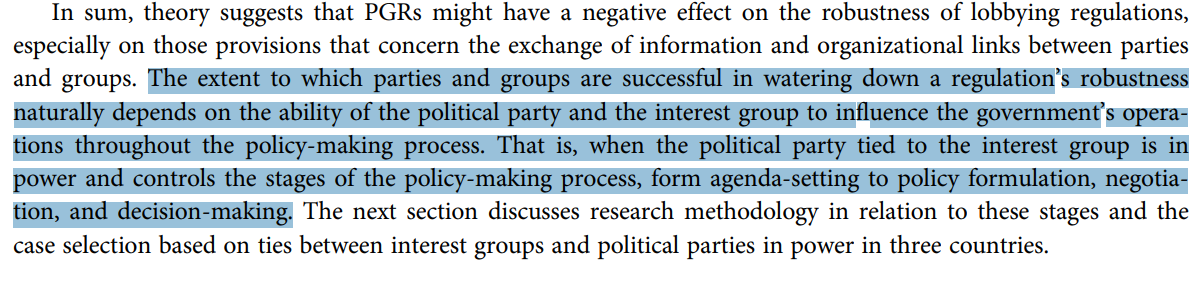 In sum, theory suggests that PGRs might have a negative effect on the robustness of lobbying regulations,
especially on those provisions that concern the exchange of information and organizational links between parties
and groups. The extent to which parties and groups are successful in watering down a regulation’s robustness
naturally depends on the ability of the political party and the interest group to influence the government’s opera-
tions throughout the policy-making process. That is, when the political party tied to the interest group is in
power and controls the stages of the policy-making process, form agenda-setting to policy formulation, negotia-
tion, and decision-making. The next section discusses research methodology in relation to these stages and the
case selection based on ties between interest groups and political parties in power in three countries.